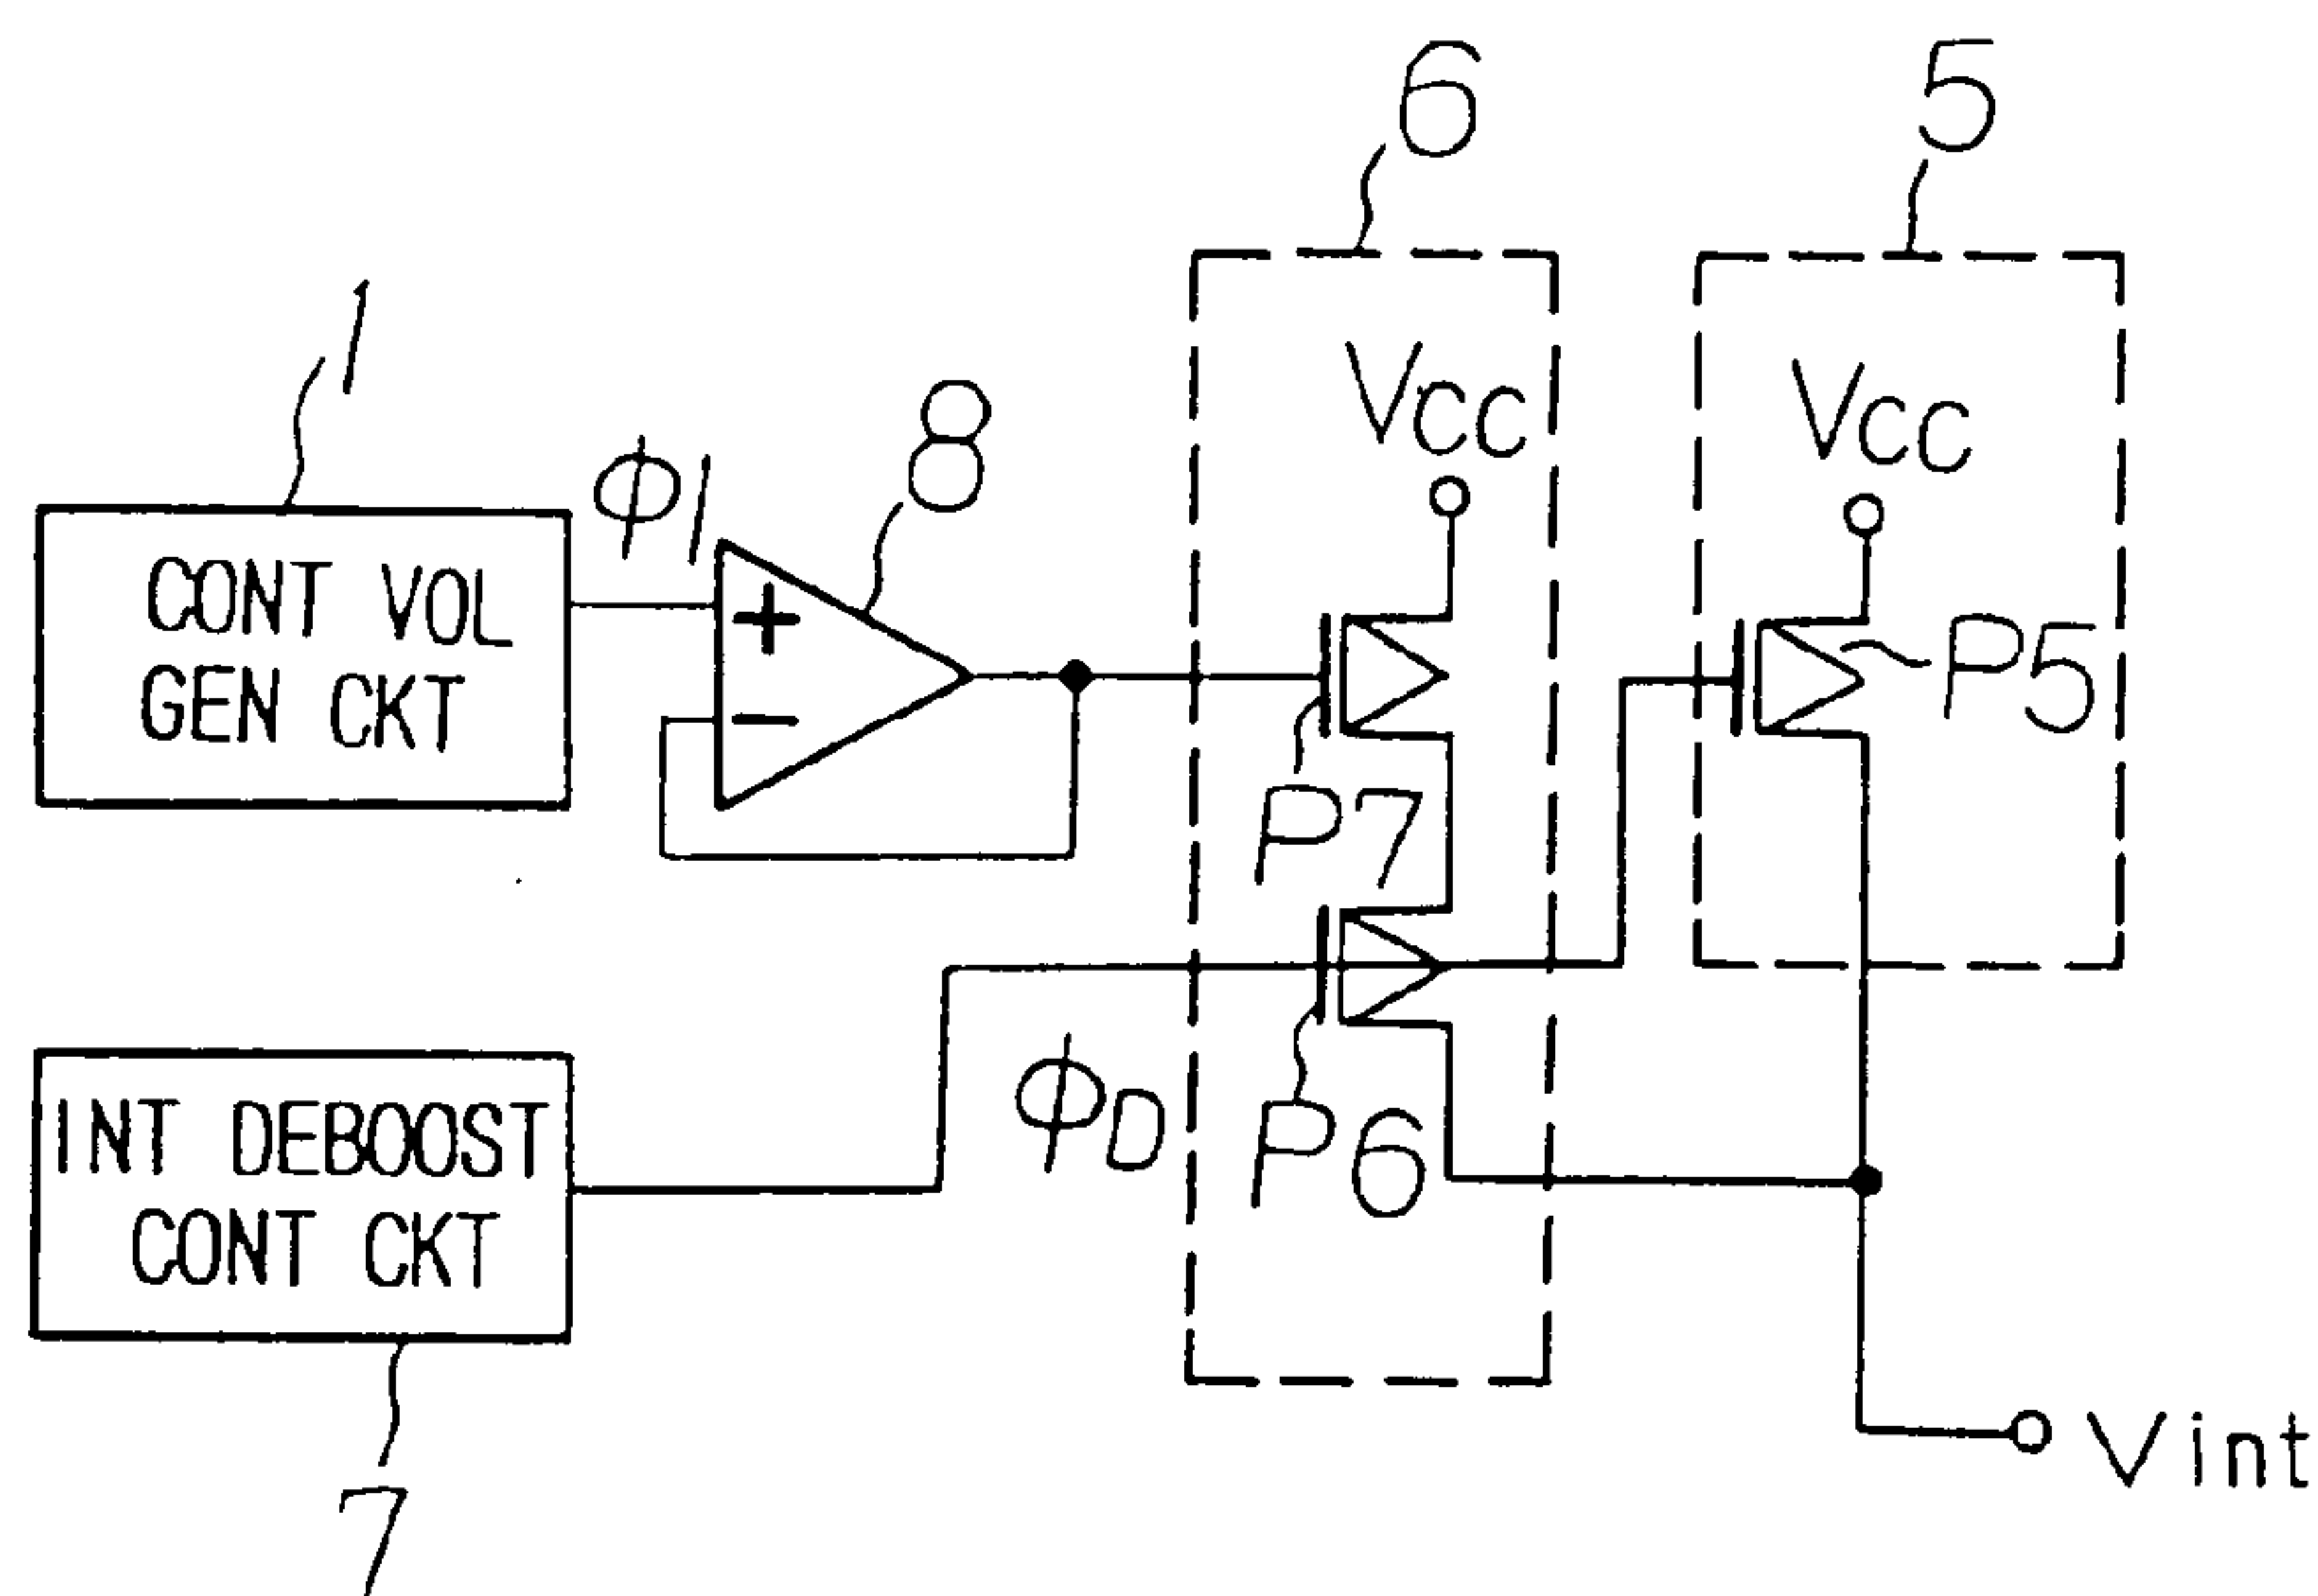 6
5
1
8
Vcc
Vcc
ϕ1
CONT VOL
GEN CKT
+
−
P5
P7
ϕD
P6
INT DEBOOST
CONT CKT
Vint
7